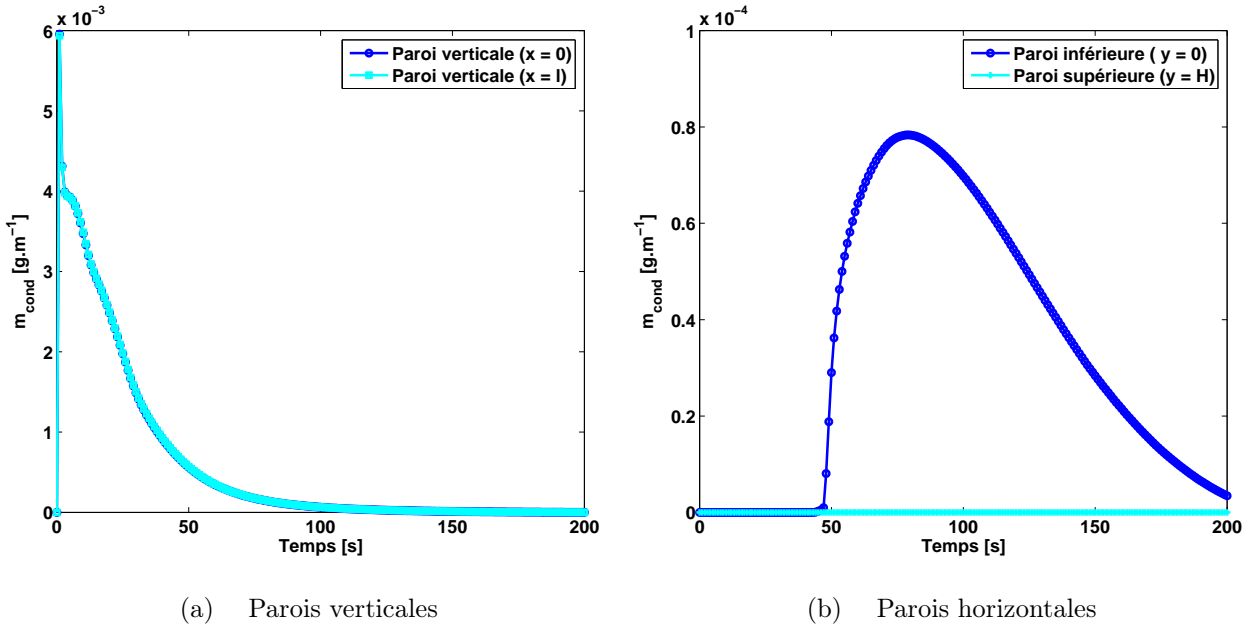 x 10−3
6
5
4
3
2
1
0
mcond [g.m−1]
0
50
100
150
200
Temps [s]
Paroi verticale (x = 0)
Paroi verticale (x = l)
(a) Parois verticales
x 10−4
1
0.8
0.6
0.4
0.2
0
mcond [g.m−1]
0
50
100
150
200
Temps [s]
Paroi inférieure ( y = 0)
Paroi supérieure (y = H)
(b) Parois horizontales